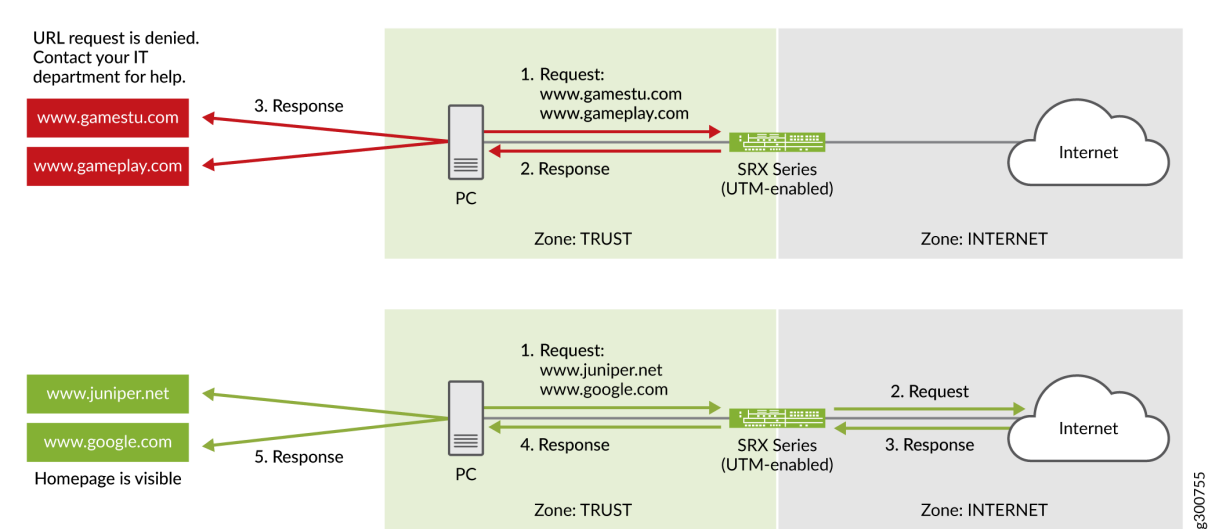 URL request is denied.
Contact your IT
department for help.
www.gamestu.com
www.gameplay.com
3. Response
1. Request:
www.gamestu.com
www.gameplay.com
2. Response
PC
SRX Series
(UTM-enabled)
Internet
Zone: TRUST
Zone: INTERNET
www.juniper.net
www.google.com
Homepage is visible
5. Response
1. Request:
www.juniper.net
www.google.com
4. Response
PC
SRX Series
(UTM-enabled)
2. Request
3. Response
Internet
Zone: TRUST
Zone: INTERNET
g300755